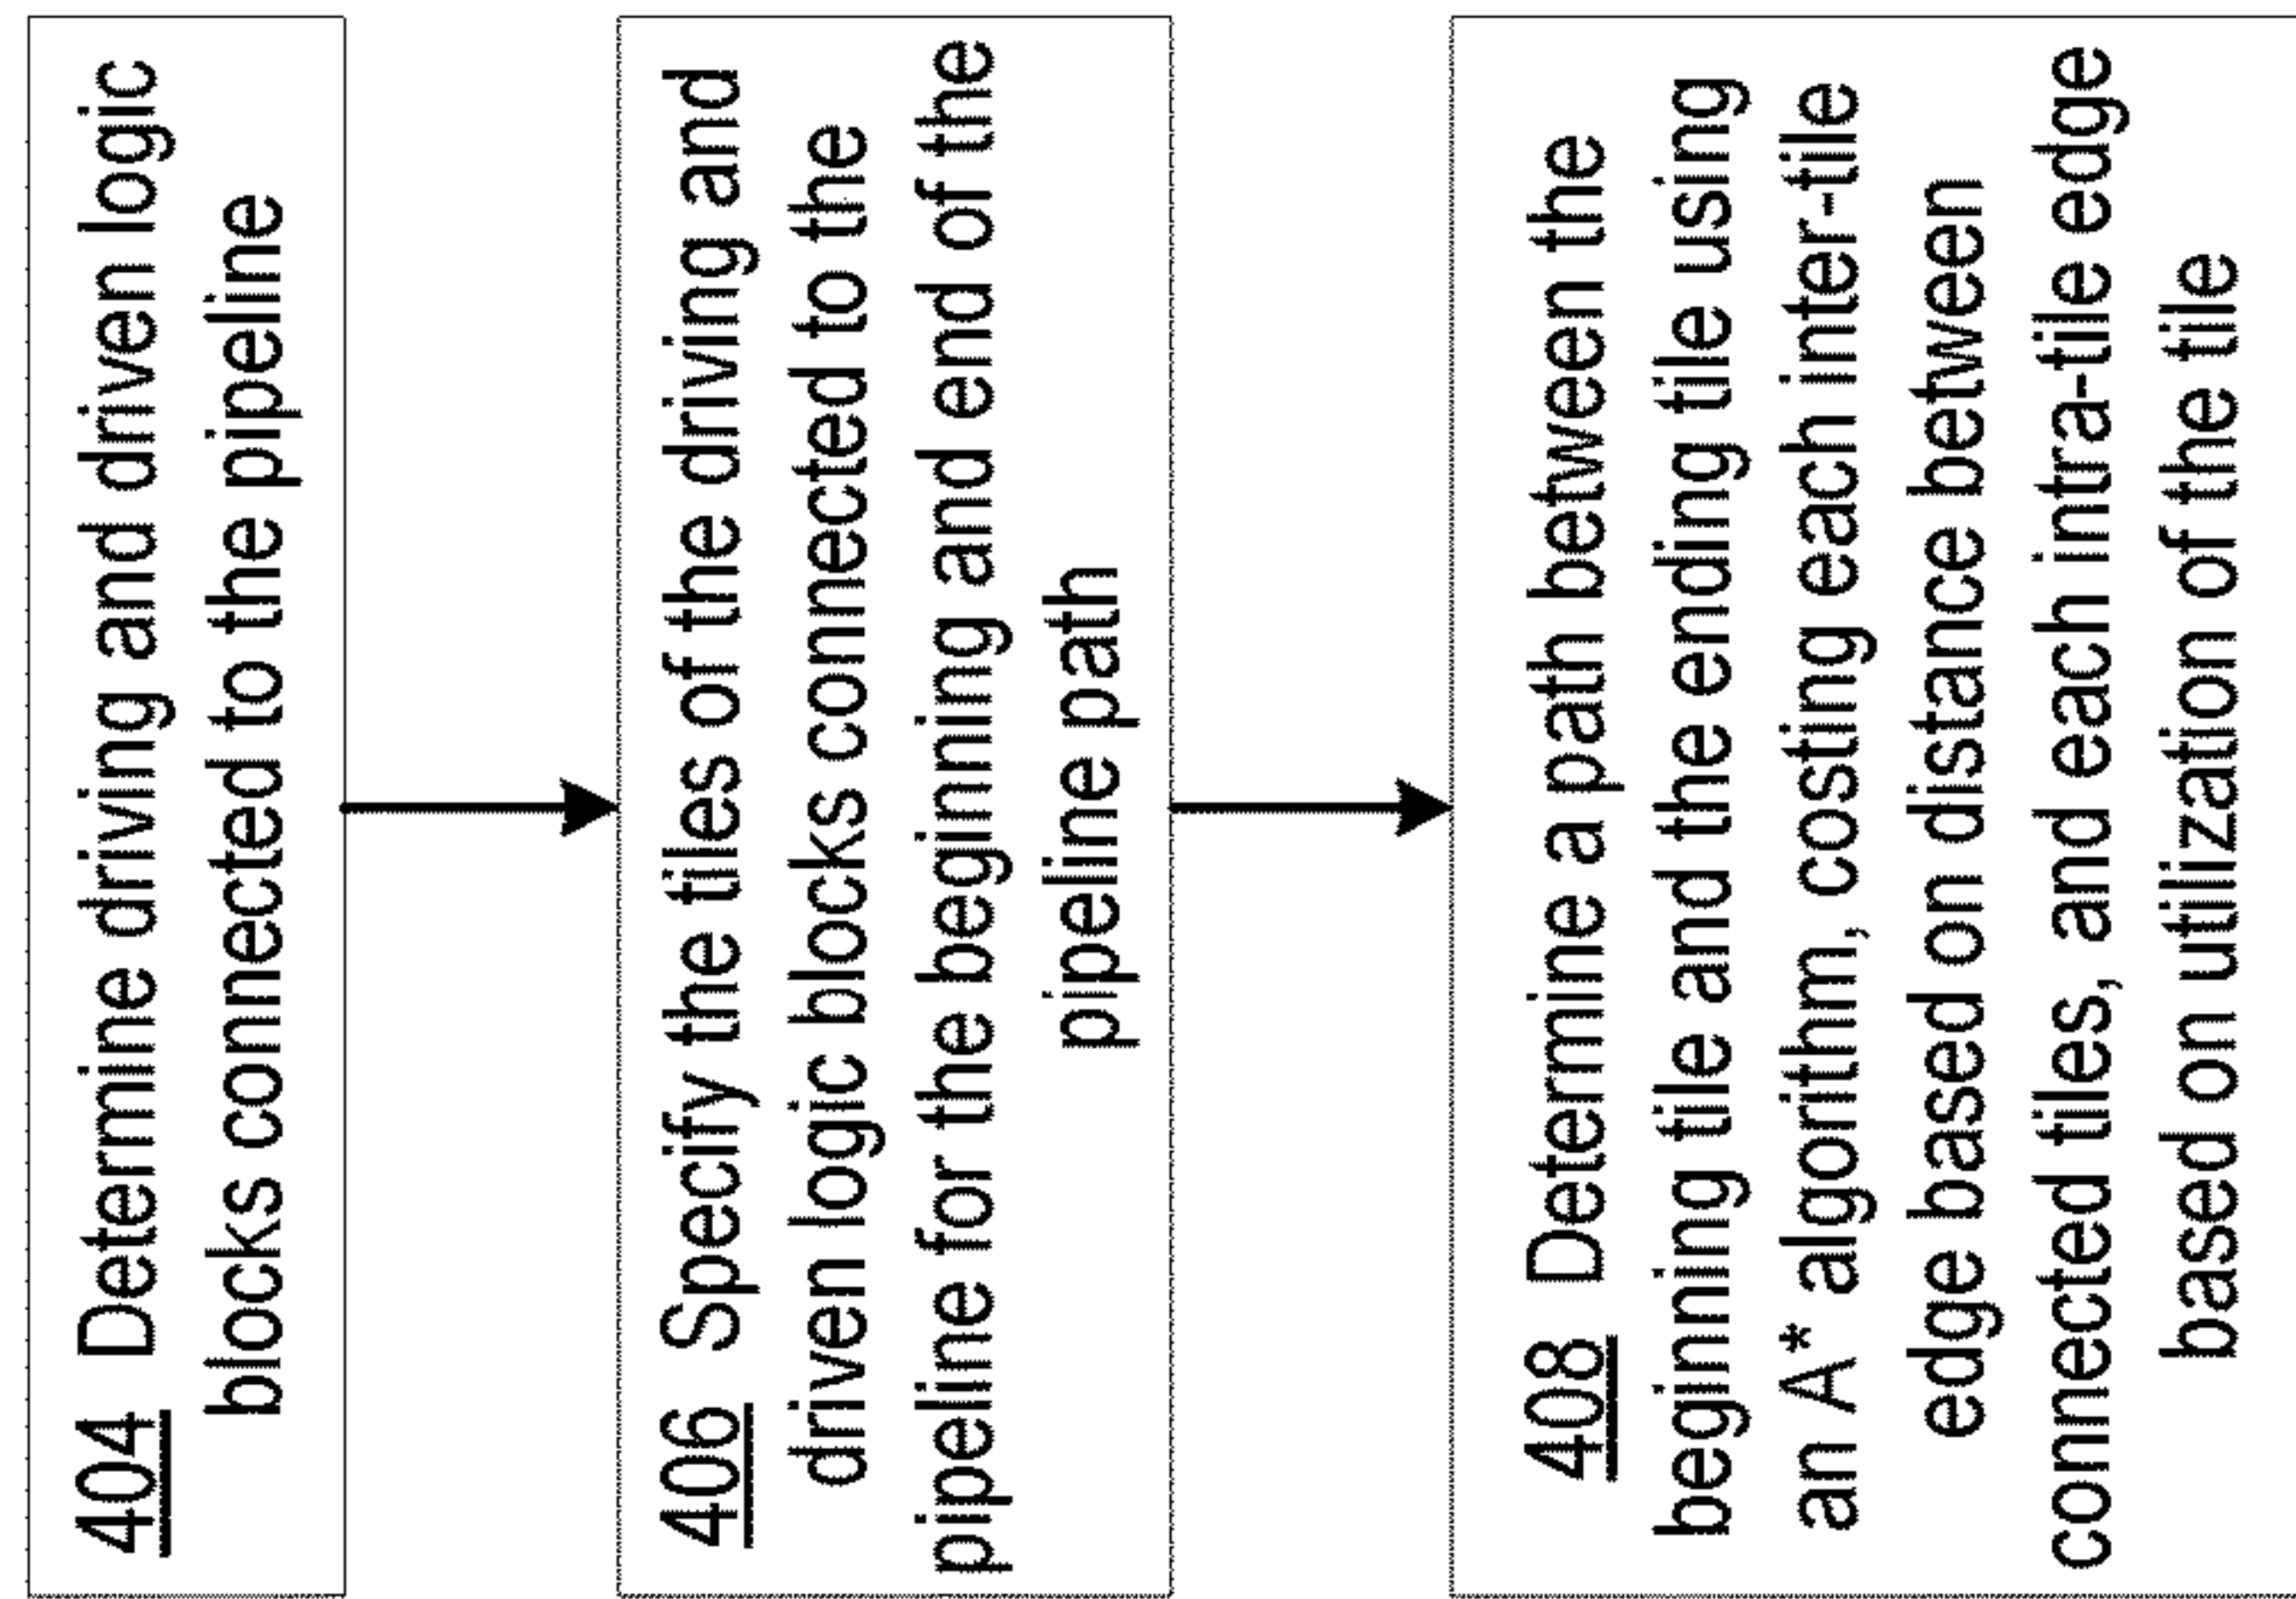 404 Determine driving and driven logic
blocks connected to the pipeline
406 Specify the tiles of the driving and
driven logic blocks connected to the
pipeline for the beginning and end of the
pipeline path
408 Determine a path between the
beginning tile and the ending tile using
an A* algorithm, costing each inter-tile
edge based on distance between
connected tiles, and each intra-tile edge
based on utilization of the tile